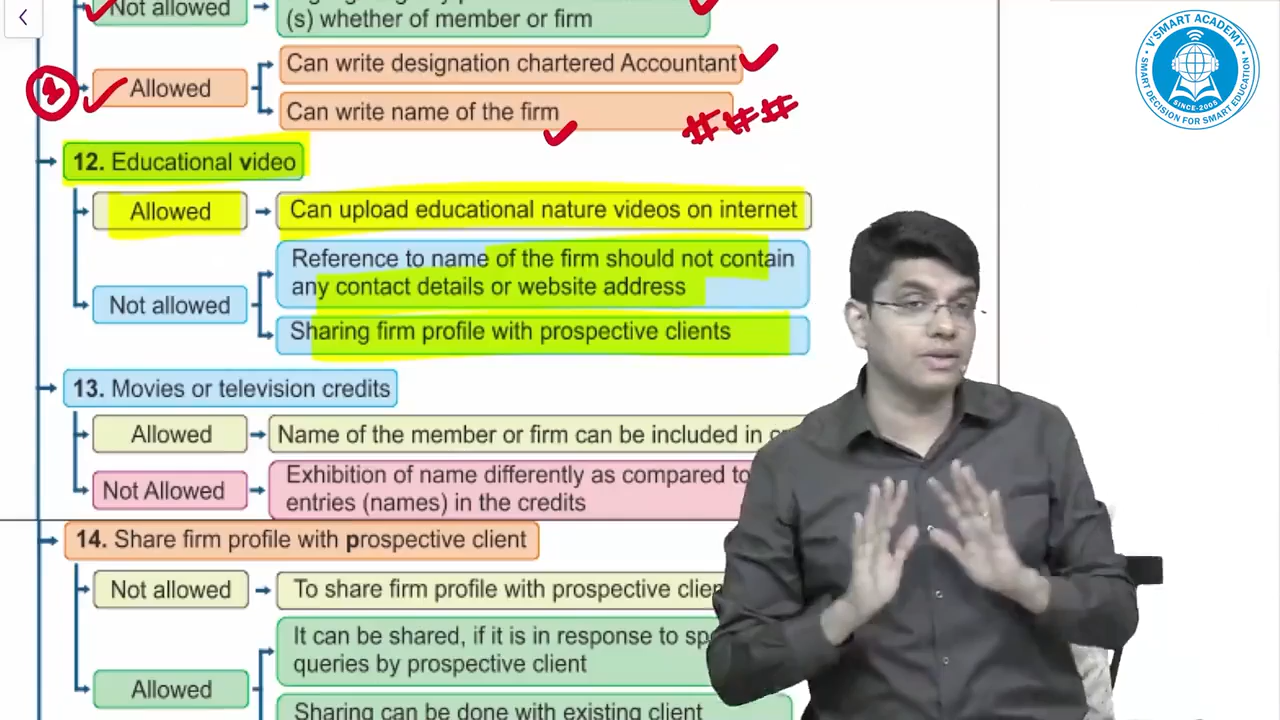 Not allowed
(s) whether of member or firm
Allowed
Can write designation chartered Accountant
Can write name of the firm
# # #
12. Educational video
Allowed
Can upload educational nature videos on internet
Not allowed
Reference to name of the firm should not contain
any contact details or website address
Sharing firm profile with prospective clients
13. Movies or television credits
Allowed
Name of the member or firm can be included in
Not Allowed
Exhibition of name differently as compared to
entries (names) in the credits
14. Share firm profile with prospective client
Not allowed
To share firm profile with prospective
Allowed
It can be shared, if it is in response to
queries by prospective client
Sharing can be done with existing client
V'SMART ACADEMY
SINCE-2008
SMART DECISION FOR SMART EDUCATION